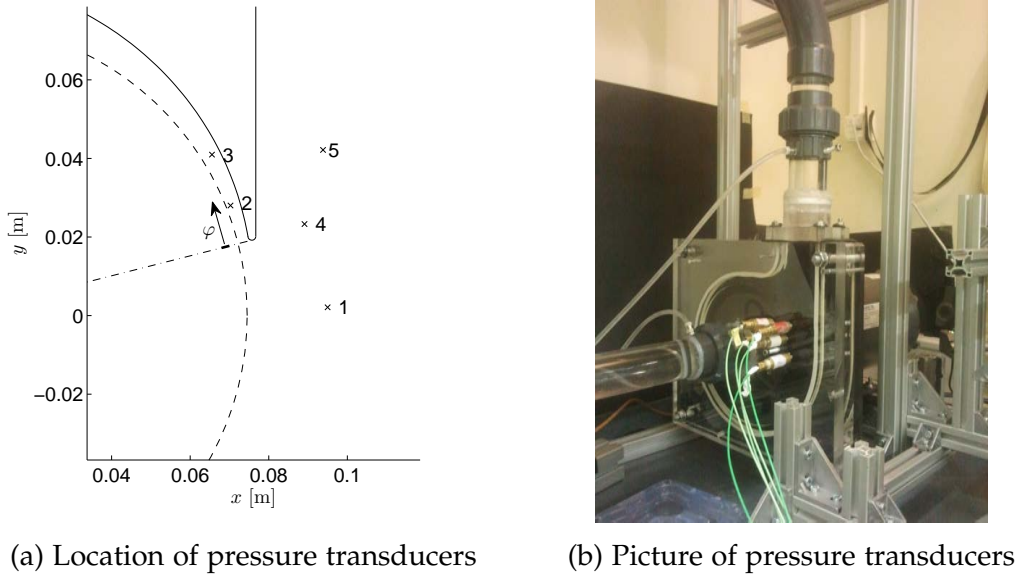 0.06
0.04
0.02
0
−0.02
y [m]
0.04
0.06
0.08
0.1
x [m]
3
5
2
4
φ
1
(a) Location of pressure transducers
(b) Picture of pressure transducers